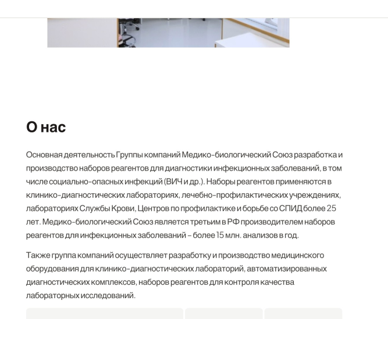 О нас
Основная деятельность Группы компаний Медико-биологический Союз разработка и
производство наборов реагентов для диагностики инфекционных заболеваний, в том
числе социально-опасных инфекций (ВИЧ и др.). Наборы реагентов применяются в
клинико-диагностических лабораториях, лечебно-профилактических учреждениях,
лабораториях Службы Крови, Центров по профилактике и борьбе со СПИД более 25
лет. Медико-биологический Союз является третьим в РФ производителем наборов
реагентов для инфекционных заболеваний – более 15 млн. анализов в год.
Также группа компаний осуществляет разработку и производство медицинского
оборудования для клинико-диагностических лабораторий, автоматизированных
диагностических комплексов, наборов реагентов для контроля качества
лабораторных исследований.